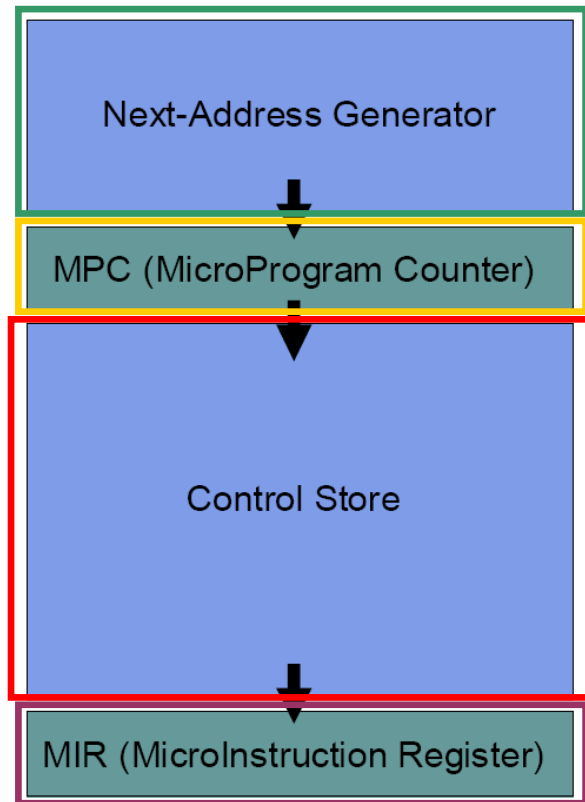 Next-Address Generator
MPC (MicroProgram Counter)
Control Store
MIR (MicroInstruction Register)